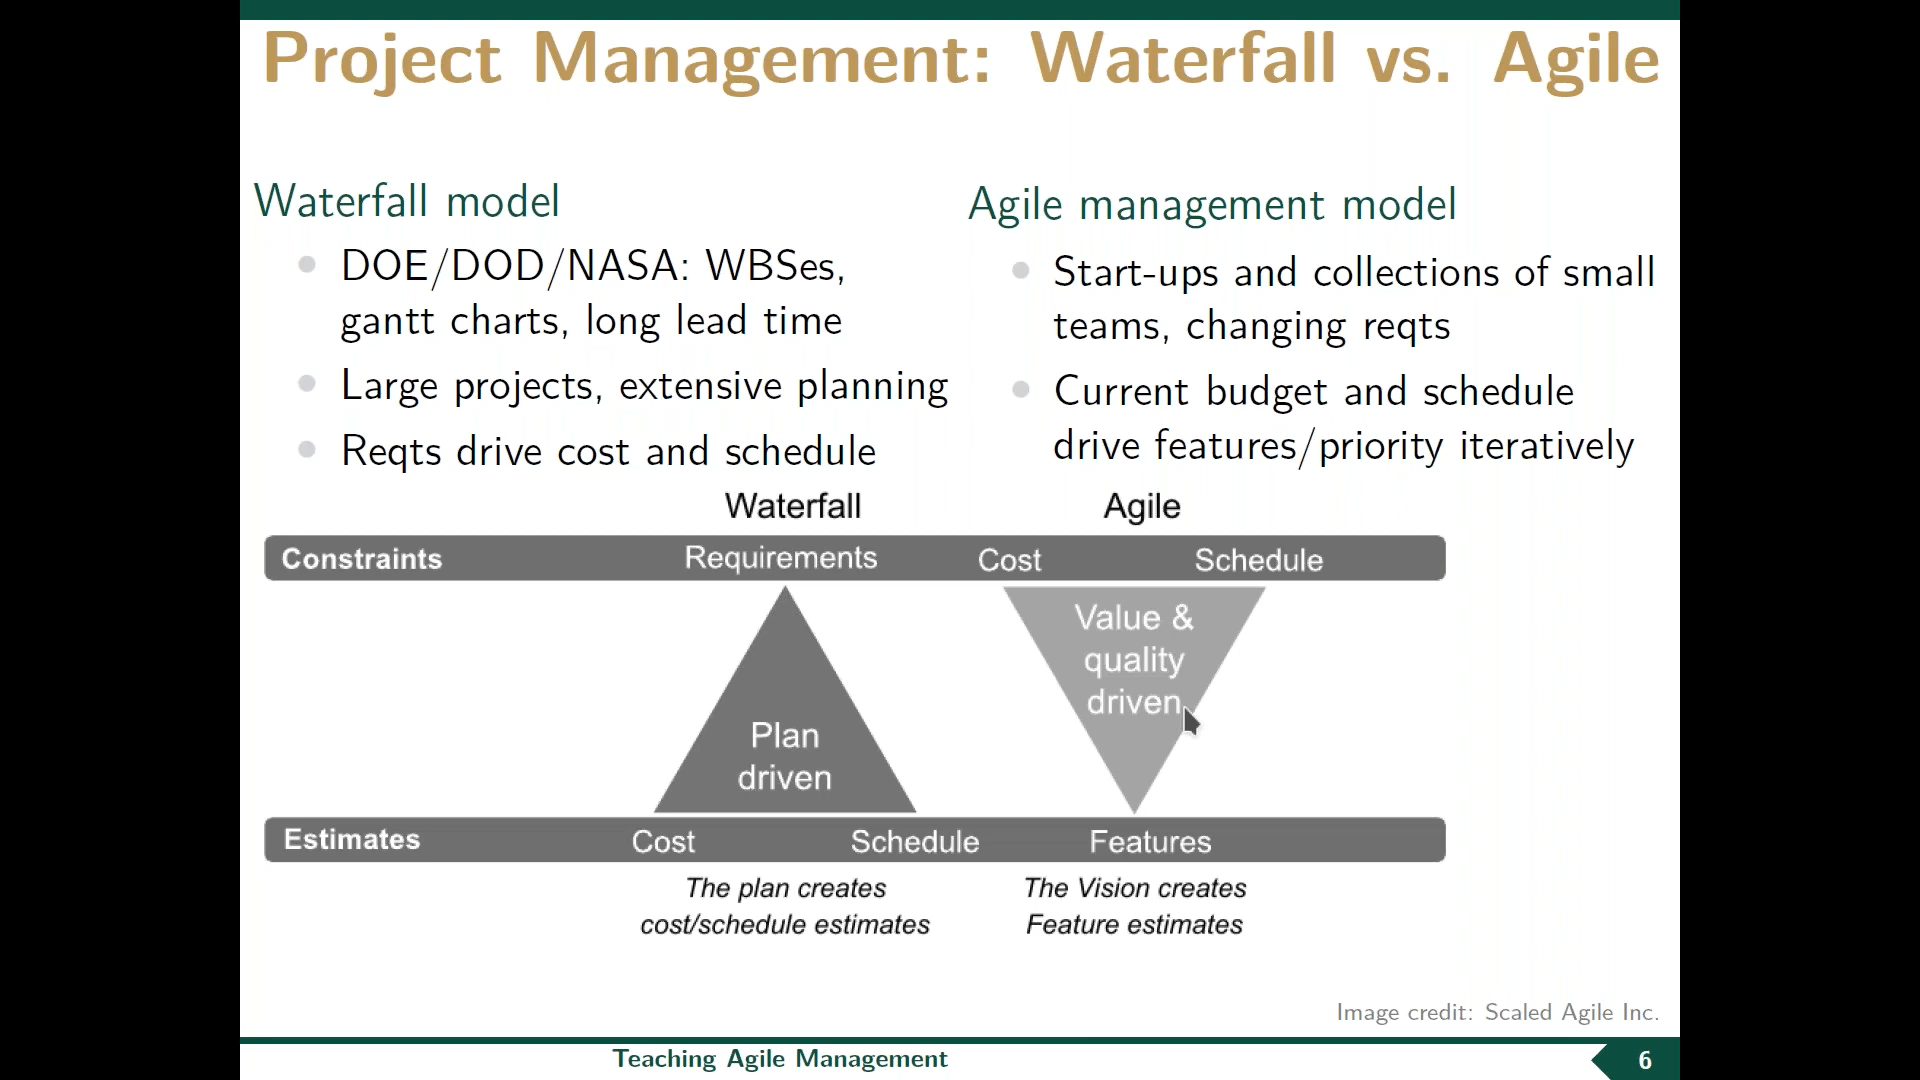 Project Management: Waterfall vs. Agile
Waterfall model
DOE/DOD/NASA: WBSes,
gantt charts, long lead time
Large projects, extensive planning
Reqts drive cost and schedule
Agile management model
Start-ups and collections of small
teams, changing reqts
Current budget and schedule
drive features/priority iteratively
Waterfall Agile
Constraints Requirements Cost Schedule
Plan
driven
Value &
quality
driven
Estimates Cost Schedule Features
The plan creates
cost/schedule estimates
The Vision creates
Feature estimates
Image credit: Scaled Agile Inc.
Teaching Agile Management 6